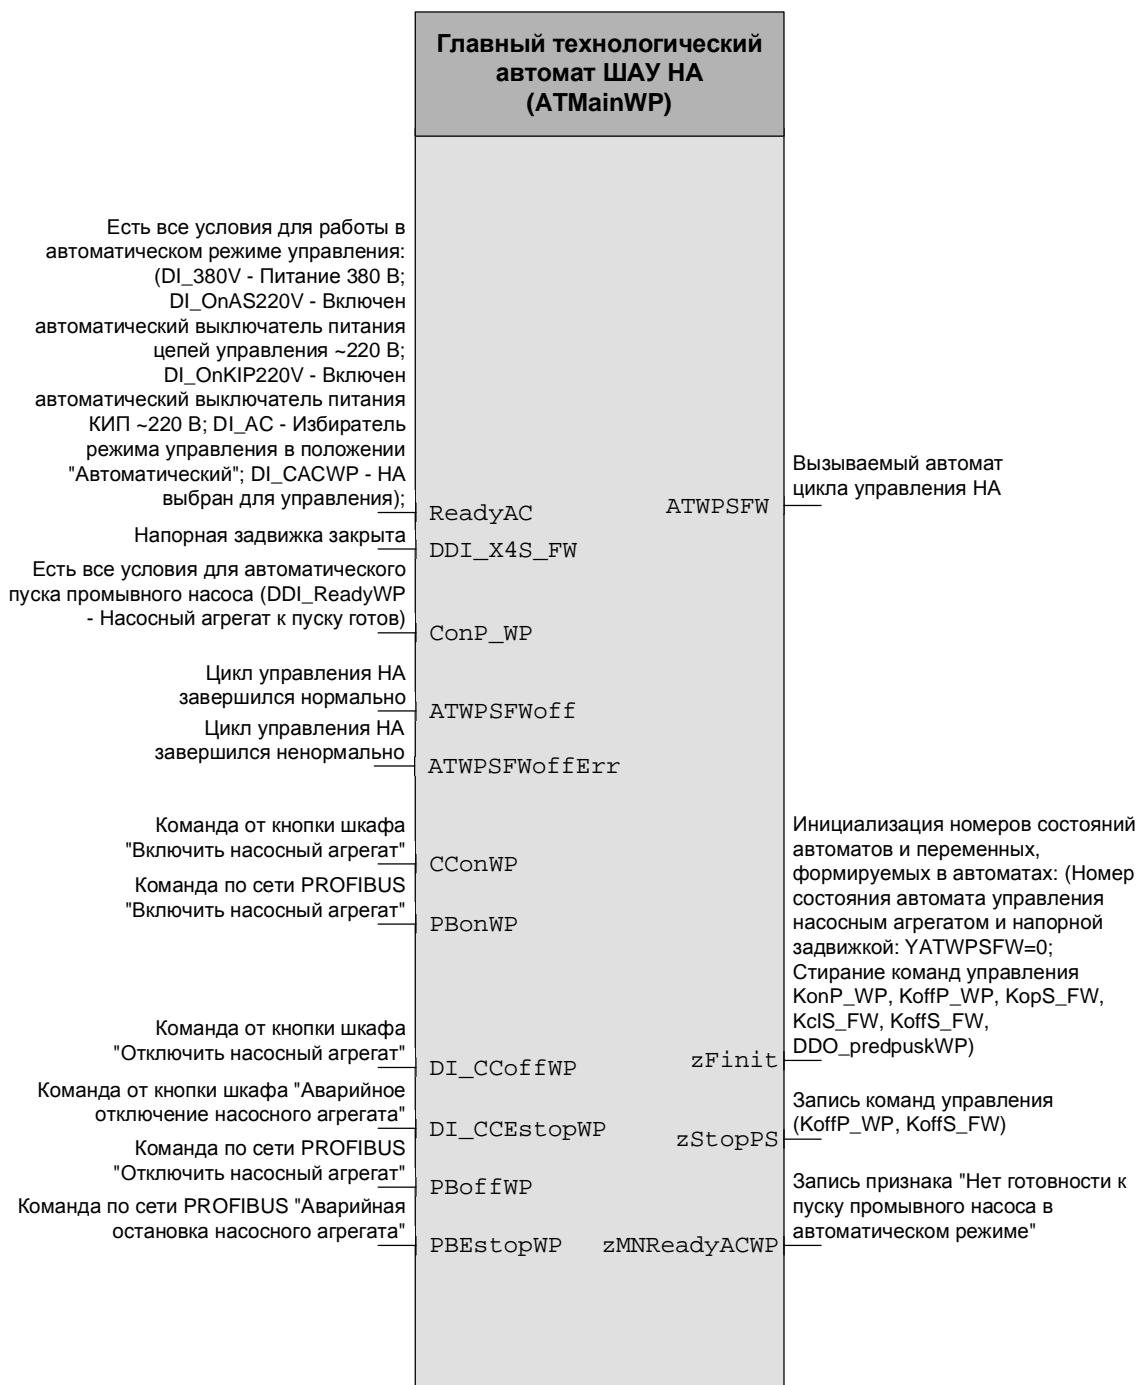 Главный технологический
автомат ШАУ НА
(ATMainWP)
Есть все условия для работы в
автоматическом режиме управления:
(DI_380V - Питание 380 В;
DI_OnAS220V - Включен
автоматический выключатель питания
цепей управления ~220 В;
DI_OnKIP220V - Включен
автоматический выключатель питания
КИП ~220 В; DI_AC - Избиратель
режима управления в положении
"Автоматический"; DI_CACWP - НА
выбран для управления);
ReadyAC
Напорная задвижка закрыта
DDI_X4S_FW
Есть все условия для автоматического
пуска промывного насоса (DDI_ReadyWP
- Насосный агрегат к пуску готов)
ConP_WP
Цикл управления НА
завершился нормально
ATWPSFWoff
Цикл управления НА
завершился ненормально
ATWPSFWoffErr
Команда от кнопки шкафа
"Включить насосный агрегат"
CConWP
Команда по сети PROFIBUS
"Включить насосный агрегат"
PBonWP
Команда от кнопки шкафа
"Отключить насосный агрегат"
DI_CCoffWP
Команда от кнопки шкафа "Аварийное
отключение насосного агрегата"
DI_CCEstopWP
Команда по сети PROFIBUS
"Отключить насосный агрегат"
PBoffWP
Команда по сети PROFIBUS "Аварийная
остановка насосного агрегата"
PBEstopWP
Вызываемый автомат
цикла управления НА
ATWPSFW
Инициализация номеров состояний
автоматов и переменных,
формируемых в автоматах: (Номер
состояния автомата управления
насосным агрегатом и напорной
задвижкой: YATWPSFW=0;
Стирание команд управления
KonP_WP, KoffP_WP, KopS_FW,
KclS_FW, KoffS_FW,
DDO_predpuskWP)
zFinit
Запись команд управления
(KoffP_WP, KoffS_FW)
zStopPS
Запись признака "Нет готовности к
пуску промывного насоса в
автоматическом режиме"
zMNReadyACWP